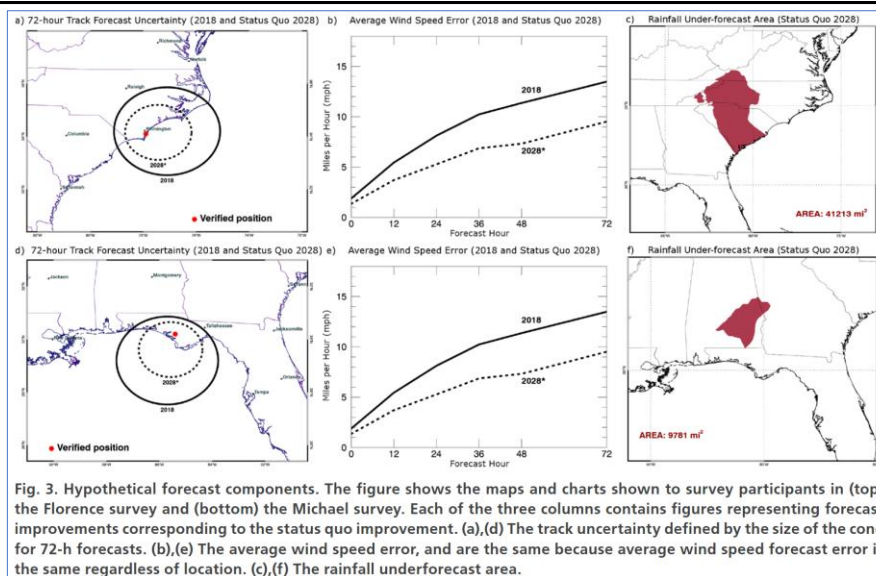 a) 72-hour Track Forecast Uncertainty (2018 and Status Quo 2028)
Raleigh
Columbia
Wilmington
2028*
2018
Verified position
b) Average Wind Speed Error (2018 and Status Quo 2028)
Miles per Hour (mph)
15
10
5
0
2018
2028*
0 12 24 36 48 72
Forecast Hour
c) Rainfall Under-forecast Area (Status Quo 2028)
AREA: 41213 mi²
d) 72-hour Track Forecast Uncertainty (2018 and Status Quo 2028)
Jackson
Montgomery
Tallahassee
Jacksonville
Orlando
Tampa
2028*
2018
Verified position
e) Average Wind Speed Error (2018 and Status Quo 2028)
Miles per Hour (mph)
15
10
5
0
2018
2028*
0 12 24 36 48 72
Forecast Hour
f) Rainfall Under-forecast Area (Status Quo 2028)
AREA: 9781 mi²
Fig. 3. Hypothetical forecast components. The figure shows the maps and charts shown to survey participants in (top
the Florence survey and (bottom) the Michael survey. Each of the three columns contains figures representing forecas
improvements corresponding to the status quo improvement. (a),(d) The track uncertainty defined by the size of the con
for 72-h forecasts. (b),(e) The average wind speed error, and are the same because average wind speed forecast error i
the same regardless of location. (c),(f) The rainfall underforecast area.